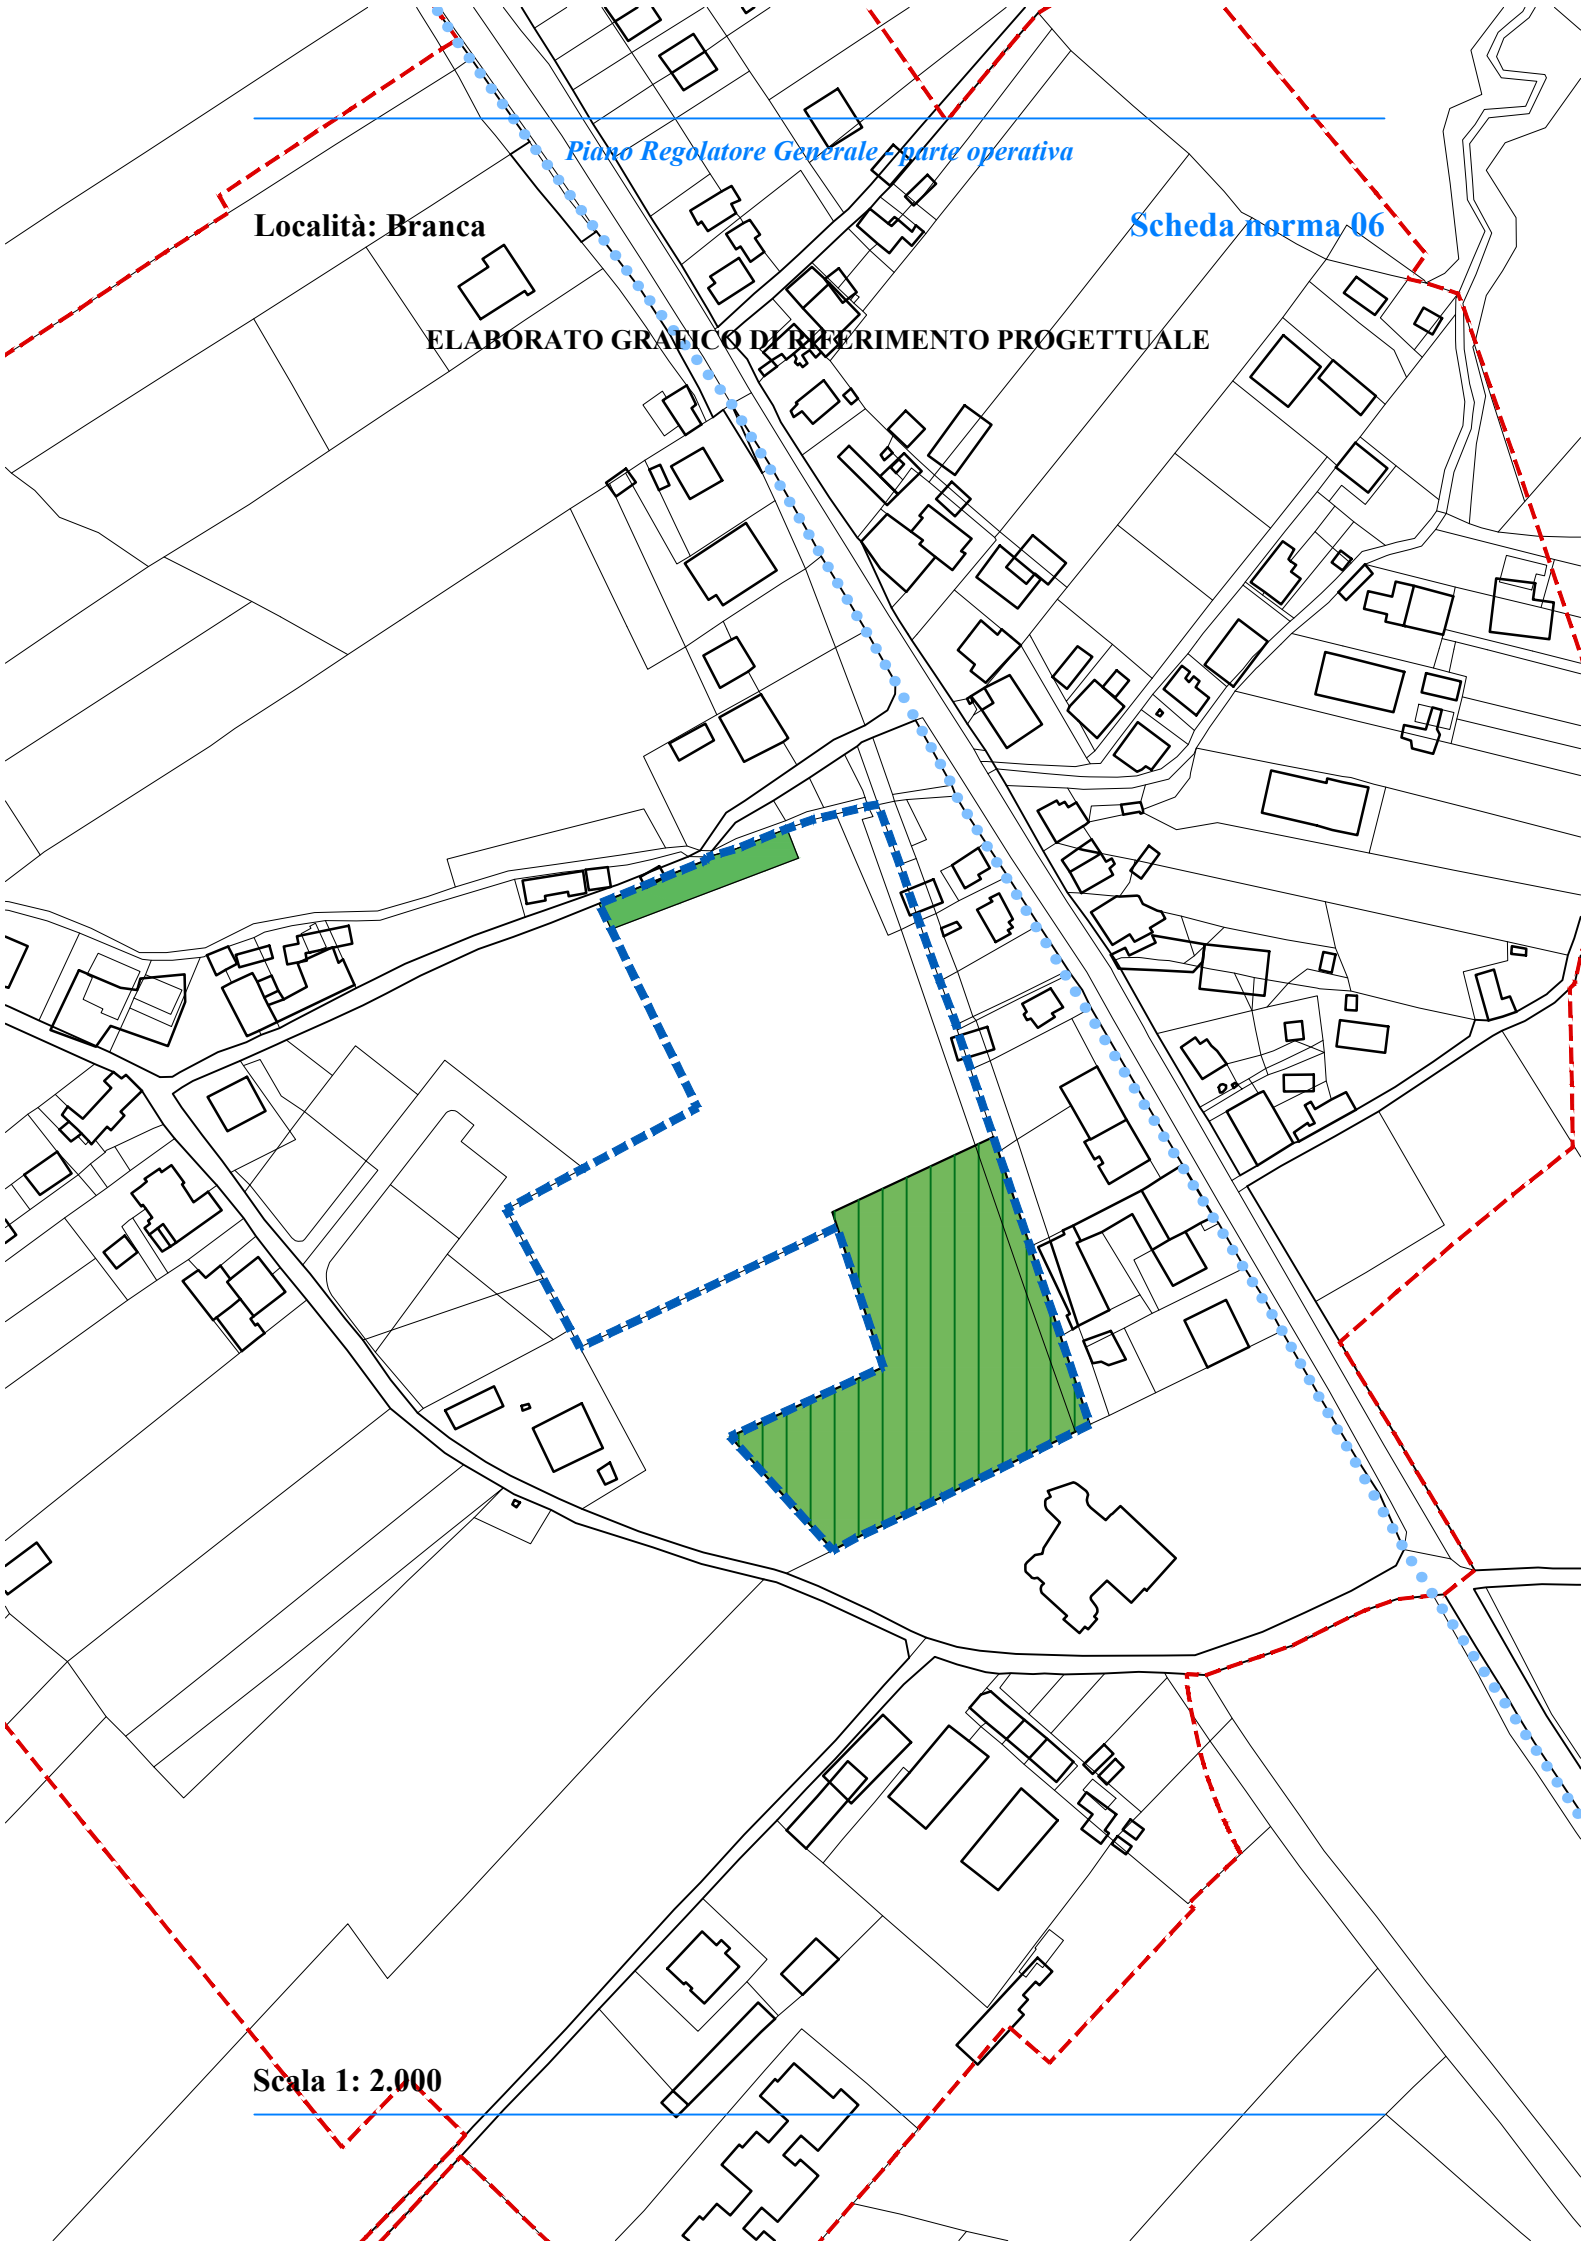 Piano Regolatore Generale - parte operativa
Località: Branca
Scheda norma 06
ELABORATO GRAFICO DI RIFERIMENTO PROGETTUALE
Scala 1: 2.000